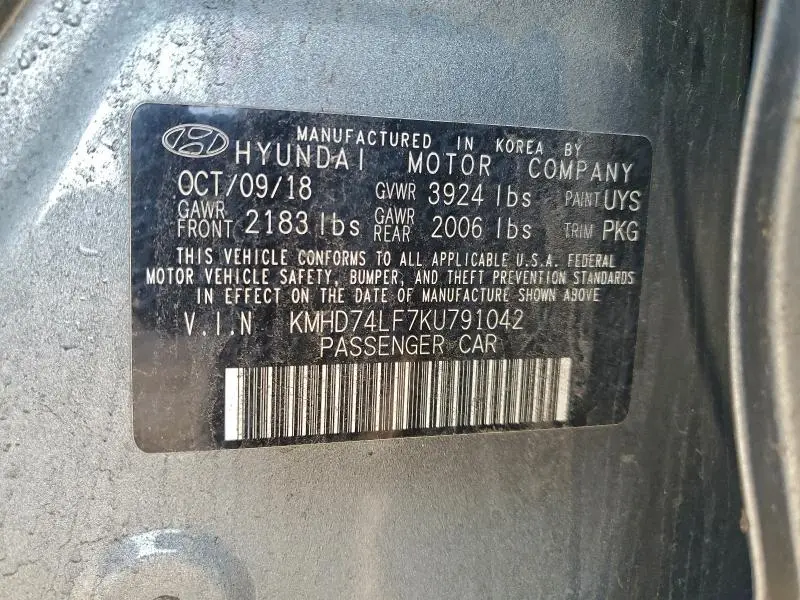 MANUFACTURED IN KOREA BY
HYUNDAI MOTOR COMPANY
OCT/09/18 GVWR 3924 lbs PAINT UYS
GAWR FRONT 2183 lbs GAWR REAR 2006 lbs TRIM PKG
THIS VEHICLE CONFORMS TO ALL APPLICABLE U.S.A. FEDERAL
MOTOR VEHICLE SAFETY, BUMPER, AND THEFT PREVENTION STANDARDS
IN EFFECT ON THE DATE OF MANUFACTURE SHOWN ABOVE
V.I.N KMHD74LF7KU791042
PASSENGER CAR